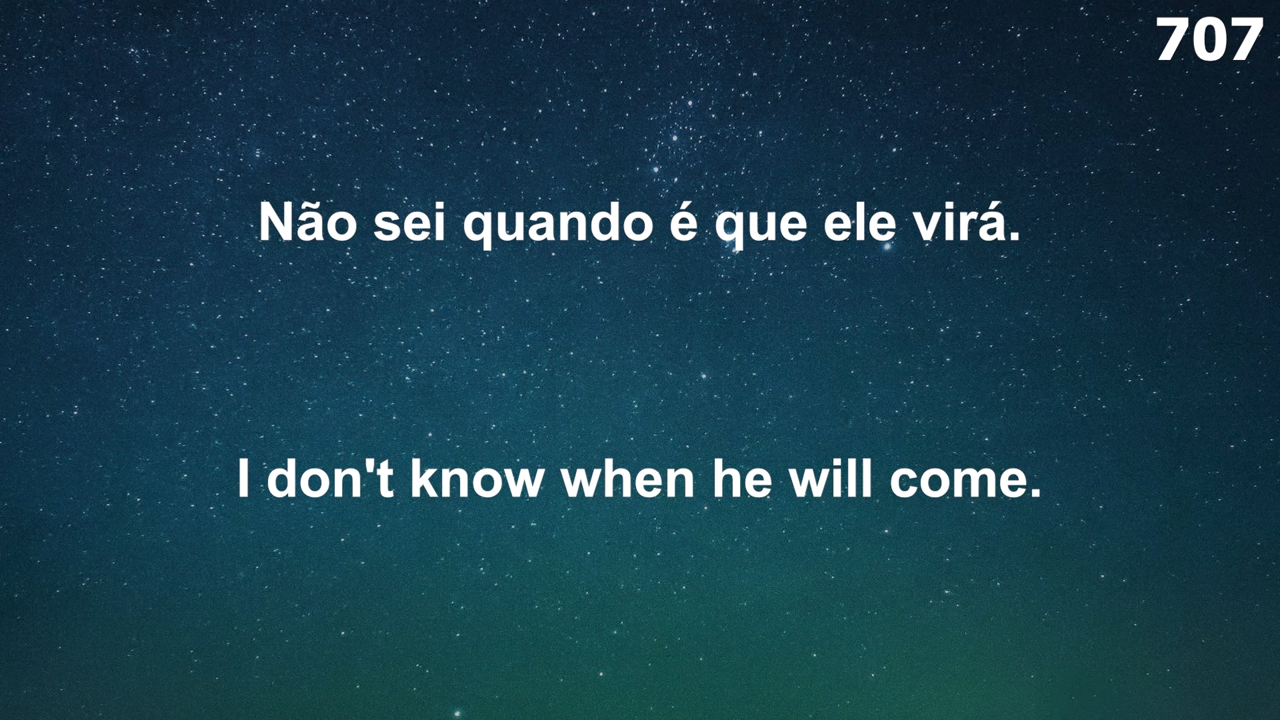 707
Não sei quando é que ele virá.
I don't know when he will come.